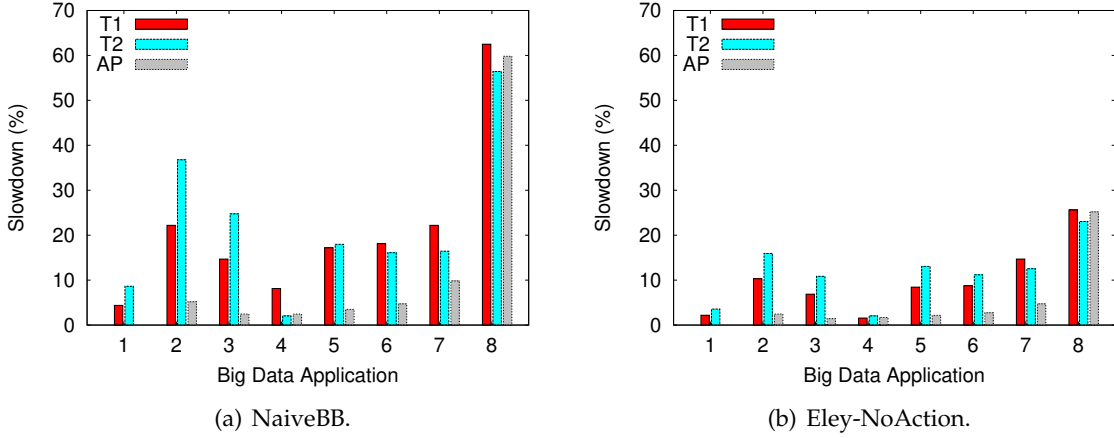 70
60
50
40
30
20
10
0
Slowdown (%)
T1
T2
AP
1 2 3 4 5 6 7 8
Big Data Application
(a) NaiveBB.
70
60
50
40
30
20
10
0
Slowdown (%)
T1
T2
AP
1 2 3 4 5 6 7 8
Big Data Application
(b) Eley-NoAction.